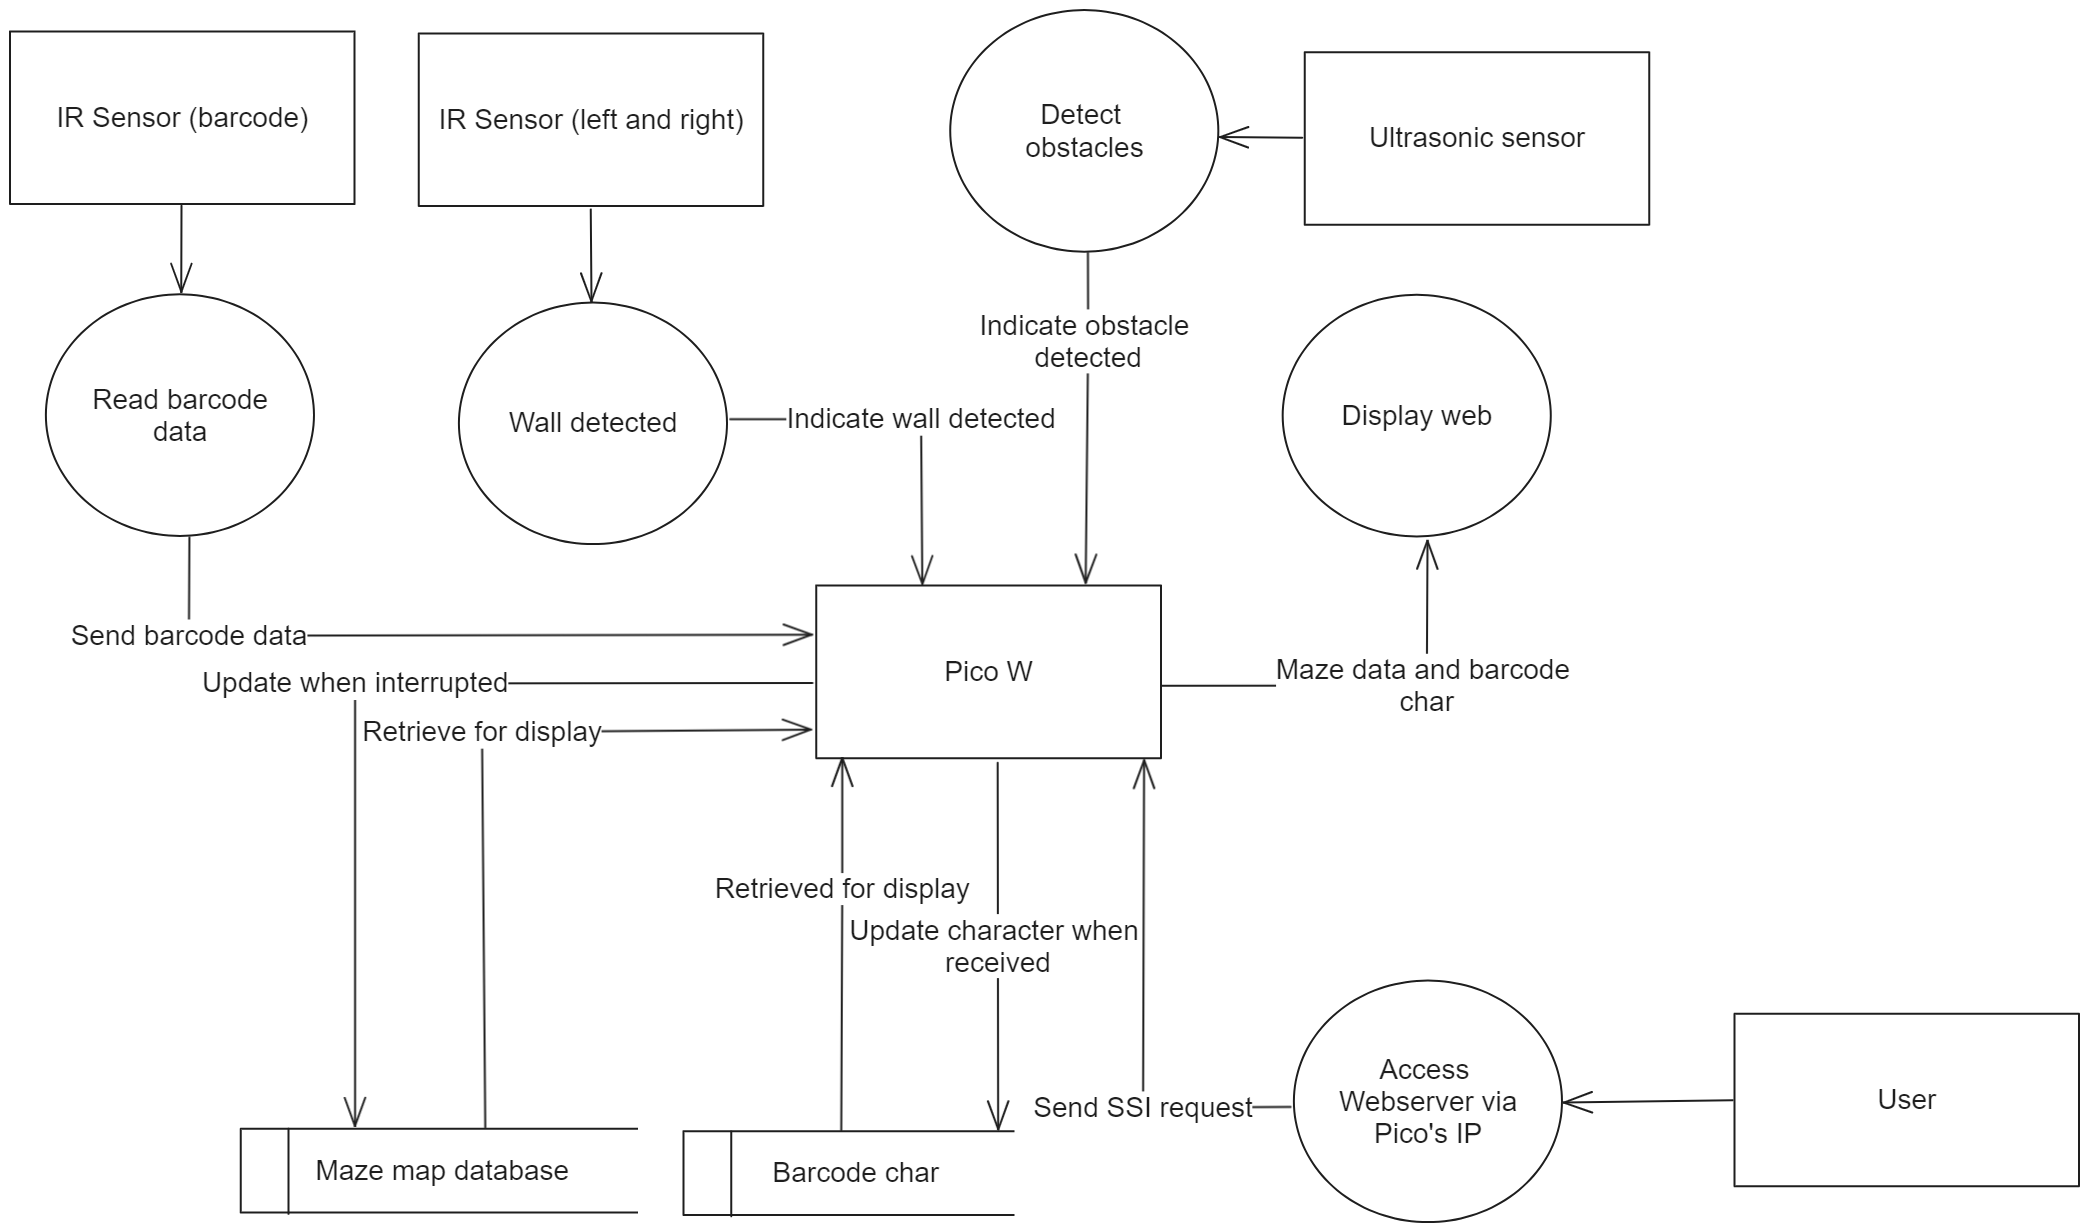 IR Sensor (barcode)
IR Sensor (left and right)
Detect
obstacles
Ultrasonic sensor
Indicate obstacle
detected
Read barcode
data
Wall detected
Indicate wall detected
Display web
Send barcode data
Update when interrupted
Retrieve for display
Pico W
Maze data and barcode
char
Retrieved for display
Update character when
received
Send SSI request
Access
Webserver via
Pico's IP
User
Maze map database
Barcode char